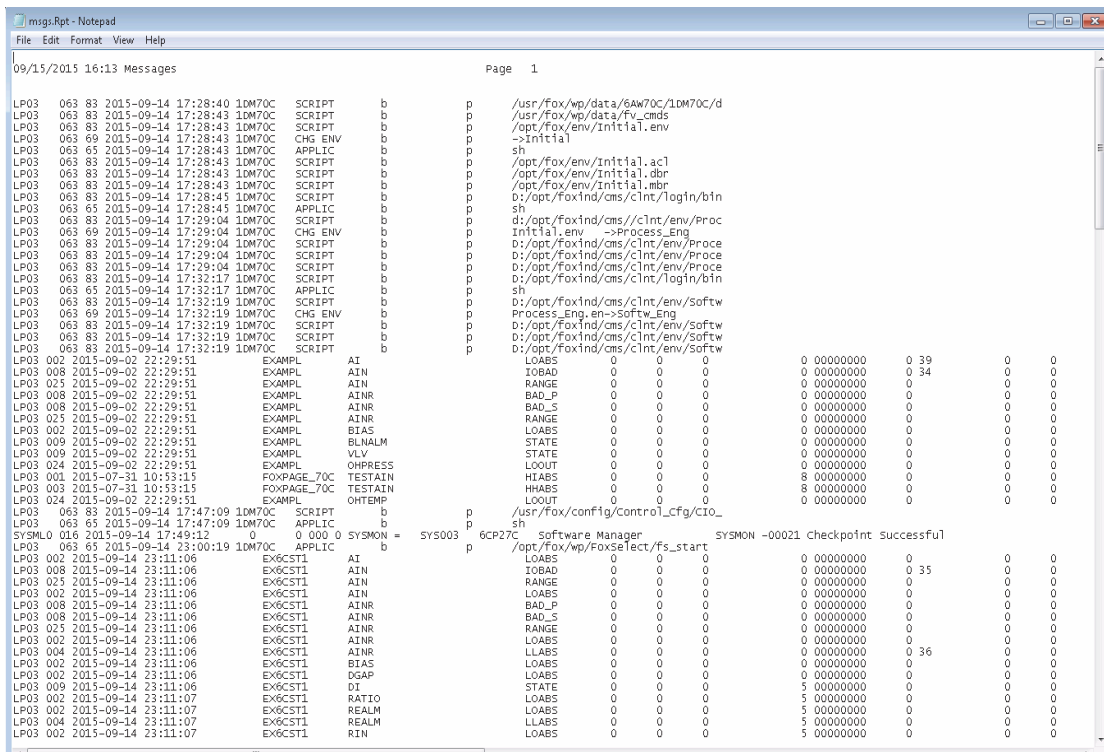 msgs.Rpt - Notepad
File Edit Format View Help
09/15/2015 16:13 Messages Page 1
LP03 063 83 2015-09-14 17:28:40 1DM70C SCRIPT b p /usr/fox/wp/data/6AW70C/1DM70C/d
LP03 063 83 2015-09-14 17:28:43 1DM70C SCRIPT b p /usr/fox/wp/data/fv_cmds
LP03 063 83 2015-09-14 17:28:43 1DM70C SCRIPT b p /opt/fox/env/Initial.env
LP03 063 69 2015-09-14 17:28:43 1DM70C CHG ENV b p ->Initial
LP03 063 65 2015-09-14 17:28:43 1DM70C APPLIC b p sh
LP03 063 83 2015-09-14 17:28:43 1DM70C SCRIPT b p /opt/fox/env/Initial.acl
LP03 063 83 2015-09-14 17:28:43 1DM70C SCRIPT b p /opt/fox/env/Initial.dbr
LP03 063 83 2015-09-14 17:28:43 1DM70C SCRIPT b p /opt/fox/env/Initial.mbr
LP03 063 83 2015-09-14 17:28:45 1DM70C SCRIPT b p D:/opt/foxind/cms/clnt/login/bin
LP03 063 65 2015-09-14 17:28:45 1DM70C APPLIC b p sh
LP03 063 83 2015-09-14 17:29:04 1DM70C SCRIPT b p d:/opt/foxind/cms//clnt/env/Proc
LP03 063 69 2015-09-14 17:29:04 1DM70C CHG ENV b p Initial.env ->Process_Eng
LP03 063 83 2015-09-14 17:29:04 1DM70C SCRIPT b p D:/opt/foxind/cms/clnt/env/Proce
LP03 063 83 2015-09-14 17:29:04 1DM70C SCRIPT b p D:/opt/foxind/cms/clnt/env/Proce
LP03 063 83 2015-09-14 17:29:04 1DM70C SCRIPT b p D:/opt/foxind/cms/clnt/env/Proce
LP03 063 83 2015-09-14 17:32:17 1DM70C SCRIPT b p D:/opt/foxind/cms/clnt/login/bin
LP03 063 65 2015-09-14 17:32:17 1DM70C APPLIC b p sh
LP03 063 83 2015-09-14 17:32:19 1DM70C SCRIPT b p D:/opt/foxind/cms/clnt/env/Softw
LP03 063 69 2015-09-14 17:32:19 1DM70C CHG ENV b p Process_Eng.en->Softw_Eng
LP03 063 83 2015-09-14 17:32:19 1DM70C SCRIPT b p D:/opt/foxind/cms/clnt/env/Softw
LP03 063 83 2015-09-14 17:32:19 1DM70C SCRIPT b p D:/opt/foxind/cms/clnt/env/Softw
LP03 063 83 2015-09-14 17:32:19 1DM70C SCRIPT b p D:/opt/foxind/cms/clnt/env/Softw
LP03 002 2015-09-02 22:29:51 EXAMPL AI LOABS 0 0 0 0 00000000 0 39 0 0
LP03 008 2015-09-02 22:29:51 EXAMPL AIN IOBAD 0 0 0 0 00000000 0 34 0 0
LP03 025 2015-09-02 22:29:51 EXAMPL AIN RANGE 0 0 0 0 00000000 0 0 0
LP03 008 2015-09-02 22:29:51 EXAMPL AINR BAD_P 0 0 0 0 00000000 0 0 0
LP03 008 2015-09-02 22:29:51 EXAMPL AINR BAD_S 0 0 0 0 00000000 0 0 0
LP03 025 2015-09-02 22:29:51 EXAMPL AINR RANGE 0 0 0 0 00000000 0 0 0
LP03 002 2015-09-02 22:29:51 EXAMPL BIAS LOABS 0 0 0 0 00000000 0 0 0
LP03 009 2015-09-02 22:29:51 EXAMPL BLNALM STATE 0 0 0 0 00000000 0 0 0
LP03 009 2015-09-02 22:29:51 EXAMPL VLV STATE 0 0 0 0 00000000 0 0 0
LP03 024 2015-09-02 22:29:51 EXAMPL OHPRESS LOOUT 0 0 0 0 00000000 0 0 0
LP03 001 2015-07-31 10:53:15 FOXPAGE_70C TESTAIN HIABS 0 0 0 8 00000000 0 0 0
LP03 003 2015-07-31 10:53:15 FOXPAGE_70C TESTAIN HHABS 0 0 0 8 00000000 0 0 0
LP03 024 2015-09-02 22:29:51 EXAMPL OHTEMP LOOUT 0 0 0 0 00000000 0 0 0
LP03 063 83 2015-09-14 17:47:09 1DM70C SCRIPT b p /usr/fox/config/Control_Cfg/CIO_
LP03 063 65 2015-09-14 17:47:09 1DM70C APPLIC b p sh
SYSML0 016 2015-09-14 17:49:12 0 0 000 0 SYSMON = SYS003 6CP27C Software Manager SYSMON -00021 Checkpoint Successful
LP03 063 65 2015-09-14 23:00:19 1DM70C APPLIC b p /opt/fox/wp/FoxSelect/fs_start
LP03 002 2015-09-14 23:11:06 EX6CST1 AI LOABS 0 0 0 0 00000000 0 0 0
LP03 008 2015-09-14 23:11:06 EX6CST1 AIN IOBAD 0 0 0 0 00000000 0 35 0 0
LP03 025 2015-09-14 23:11:06 EX6CST1 AIN RANGE 0 0 0 0 00000000 0 0 0
LP03 002 2015-09-14 23:11:06 EX6CST1 AIN LOABS 0 0 0 0 00000000 0 0 0
LP03 008 2015-09-14 23:11:06 EX6CST1 AINR BAD_P 0 0 0 0 00000000 0 0 0
LP03 008 2015-09-14 23:11:06 EX6CST1 AINR BAD_S 0 0 0 0 00000000 0 0 0
LP03 025 2015-09-14 23:11:06 EX6CST1 AINR RANGE 0 0 0 0 00000000 0 0 0
LP03 002 2015-09-14 23:11:06 EX6CST1 AINR LOABS 0 0 0 0 00000000 0 0 0
LP03 004 2015-09-14 23:11:06 EX6CST1 AINR LLABS 0 0 0 0 00000000 0 36 0 0
LP03 002 2015-09-14 23:11:06 EX6CST1 BIAS LOABS 0 0 0 0 00000000 0 0 0
LP03 002 2015-09-14 23:11:06 EX6CST1 DGAP LOABS 0 0 0 0 00000000 0 0 0
LP03 009 2015-09-14 23:11:06 EX6CST1 DI STATE 0 0 0 5 00000000 0 0 0
LP03 002 2015-09-14 23:11:07 EX6CST1 RATIO LOABS 0 0 0 5 00000000 0 0 0
LP03 002 2015-09-14 23:11:07 EX6CST1 REALM LOABS 0 0 0 5 00000000 0 0 0
LP03 004 2015-09-14 23:11:07 EX6CST1 REALM LLABS 0 0 0 5 00000000 0 0 0
LP03 002 2015-09-14 23:11:07 EX6CST1 RIN LOABS 0 0 0 5 00000000 0 0 0